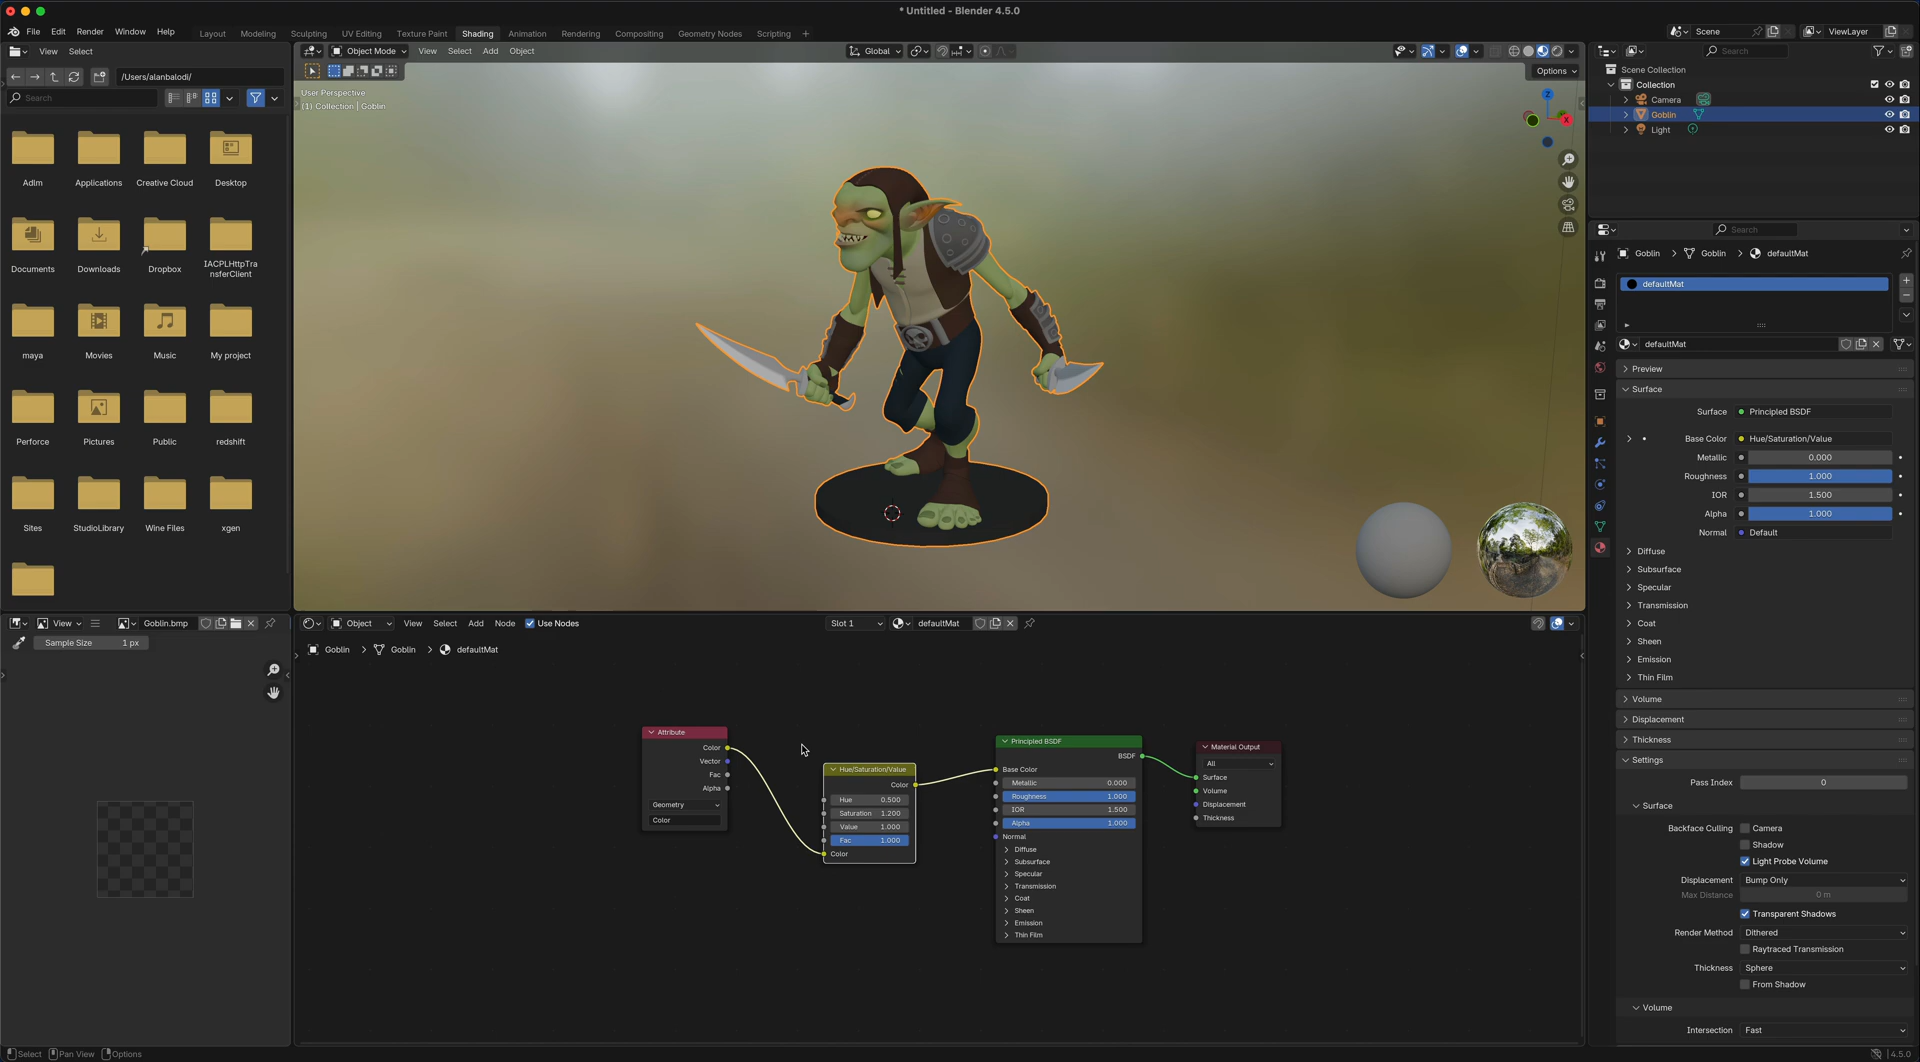 * Untitled - Blender 4.5.0
File Edit Render Window Help
Layout Modeling Sculpting UV Editing Texture Paint Shading Animation Rendering Compositing Geometry Nodes Scripting +
Scene
ViewLayer
View Select
/Users/alanbalodi/
Search
Adlm Applications Creative Cloud Desktop
Documents Downloads Dropbox IACPLHttpTra
nsferClient
maya Movies Music My project
Perforce Pictures Public redshift
Sites StudioLibrary Wine Files xgen
Object Mode View Select Add Object
Global
Options
User Perspective
(1) Collection | Goblin
Z
X
Search
Scene Collection
Collection
Camera
Goblin
Light
Search
Goblin > Goblin > defaultMat
defaultMat
defaultMat
Preview
Surface
Surface Principled BSDF
Base Color Hue/Saturation/Value
Metallic 0.000
Roughness 1.000
IOR 1.500
Alpha 1.000
Normal Default
Diffuse
Subsurface
Specular
Transmission
Coat
Sheen
Emission
Thin Film
Volume
Displacement
Thickness
Settings
Pass Index 0
Surface
Backface Culling Camera
Shadow
Light Probe Volume
Displacement Bump Only
Max Distance 0 m
Transparent Shadows
Render Method Dithered
Raytraced Transmission
Thickness Sphere
From Shadow
Volume
Intersection Fast
View Goblin.bmp
Sample Size 1 px
Object View Select Add Node Use Nodes Slot 1 defaultMat
Goblin > Goblin > defaultMat
Attribute
Color
Vector
Fac
Alpha
Geometry
Color
Hue/Saturation/Value
Color
Hue 0.500
Saturation 1.200
Value 1.000
Fac 1.000
Color
Principled BSDF
BSDF
Base Color
Metallic 0.000
Roughness 1.000
IOR 1.500
Alpha 1.000
Normal
Diffuse
Subsurface
Specular
Transmission
Coat
Sheen
Emission
Thin Film
Material Output
All
Surface
Volume
Displacement
Thickness
Select Pan View Options
4.5.0